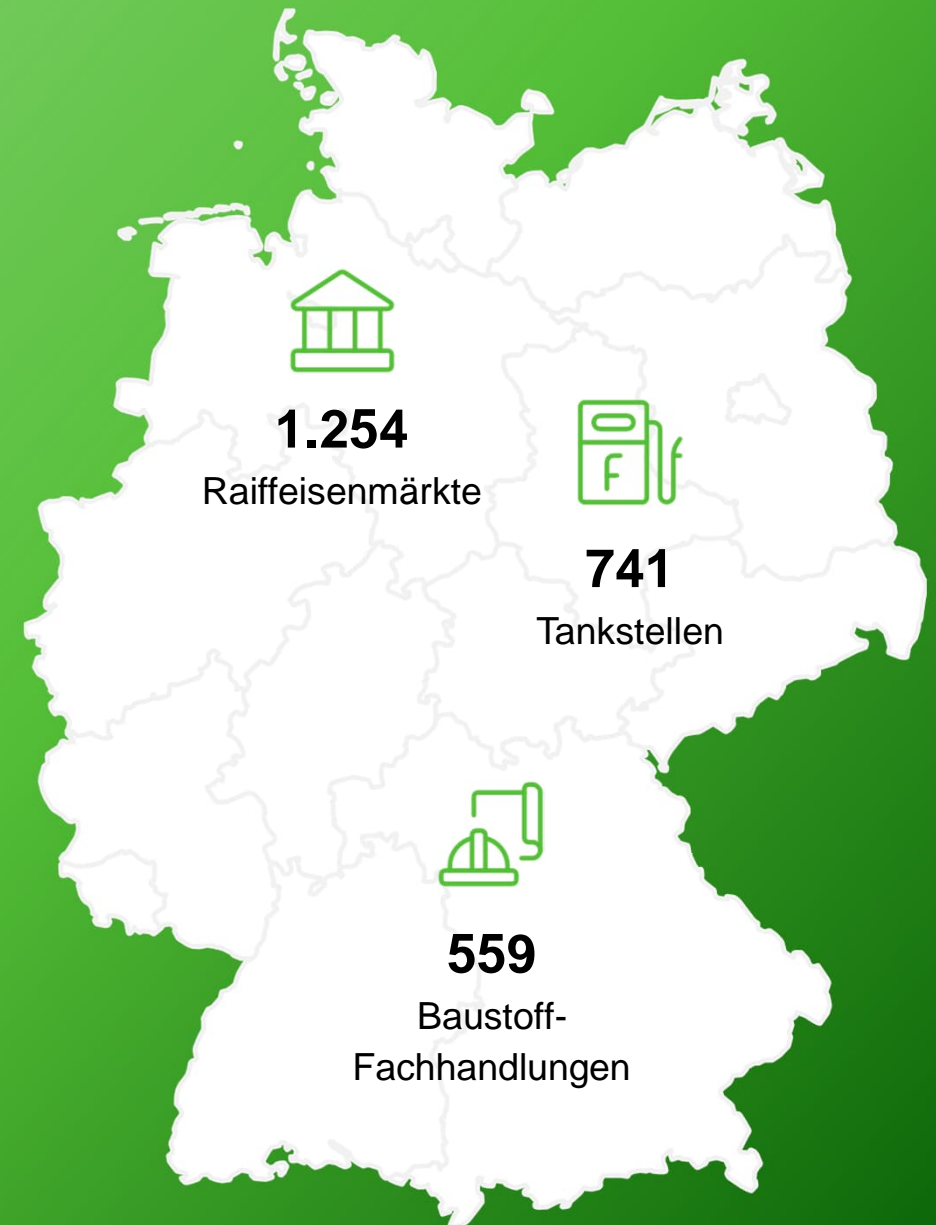 1.254
Raiffeisenmärkte
F
741
Tankstellen
559
Baustoff-
Fachhandlungen